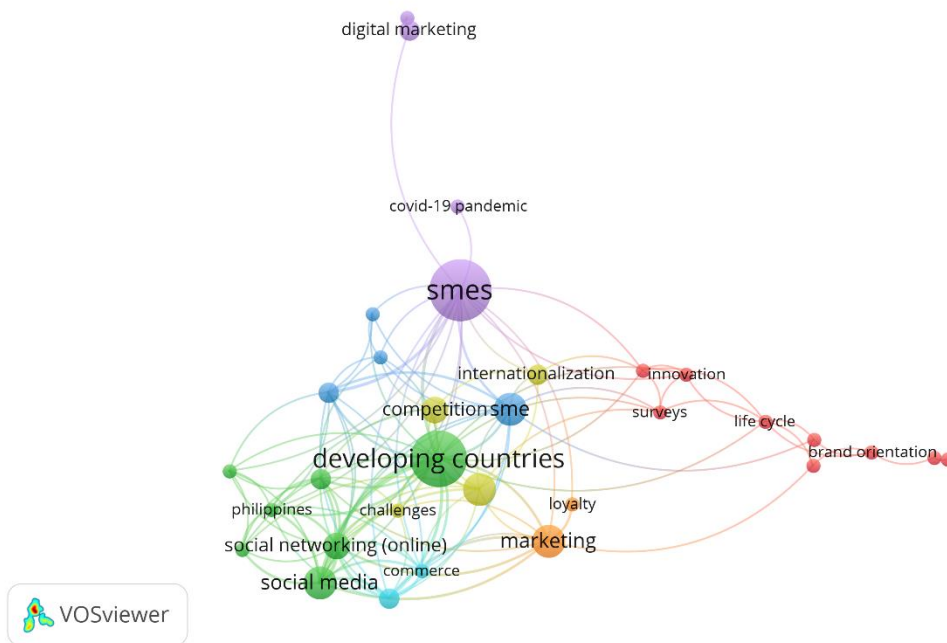 digital marketing
covid-19 pandemic
smes
internationalization
innovation
competition
sme
surveys
life cycle
brand orientation
developing countries
philippines
challenges
loyalty
social networking (online)
marketing
commerce
social media
VOSviewer